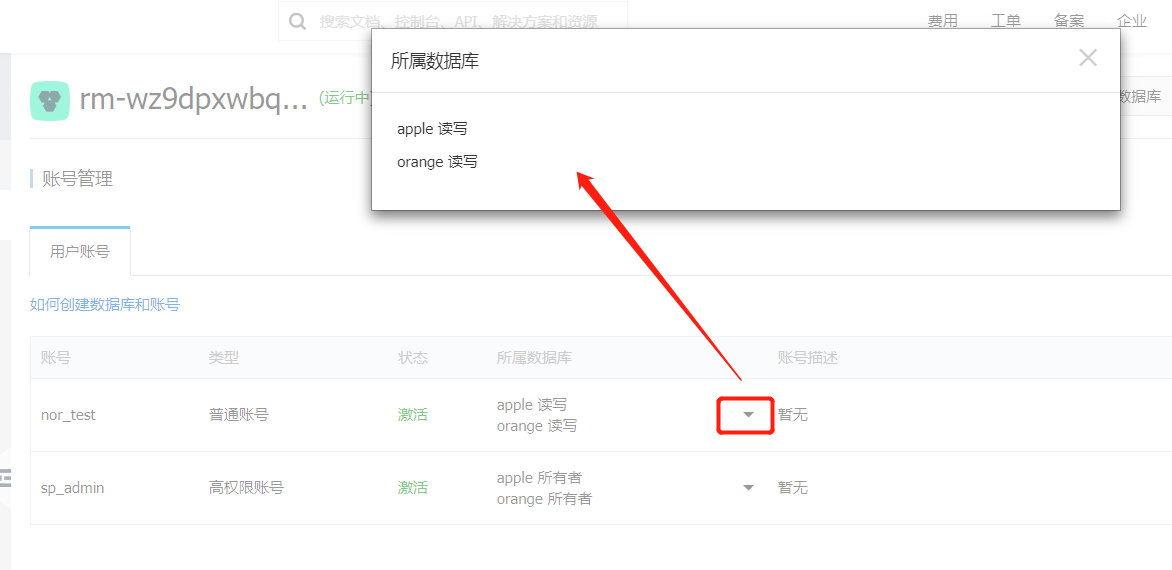 搜索文档、控制台、API、解决方案和资源
费用 工单 备案 企业
所属数据库
rm-wz9dpxwbq... (运行中
数据库
apple 读写
orange 读写
账号管理
用户账号
如何创建数据库和账号
账号 类型 状态 所属数据库 账号描述
nor_test 普通账号 激活 apple 读写 暂无
orange 读写
sp_admin 高权限账号 激活 apple 所有者 暂无
orange 所有者